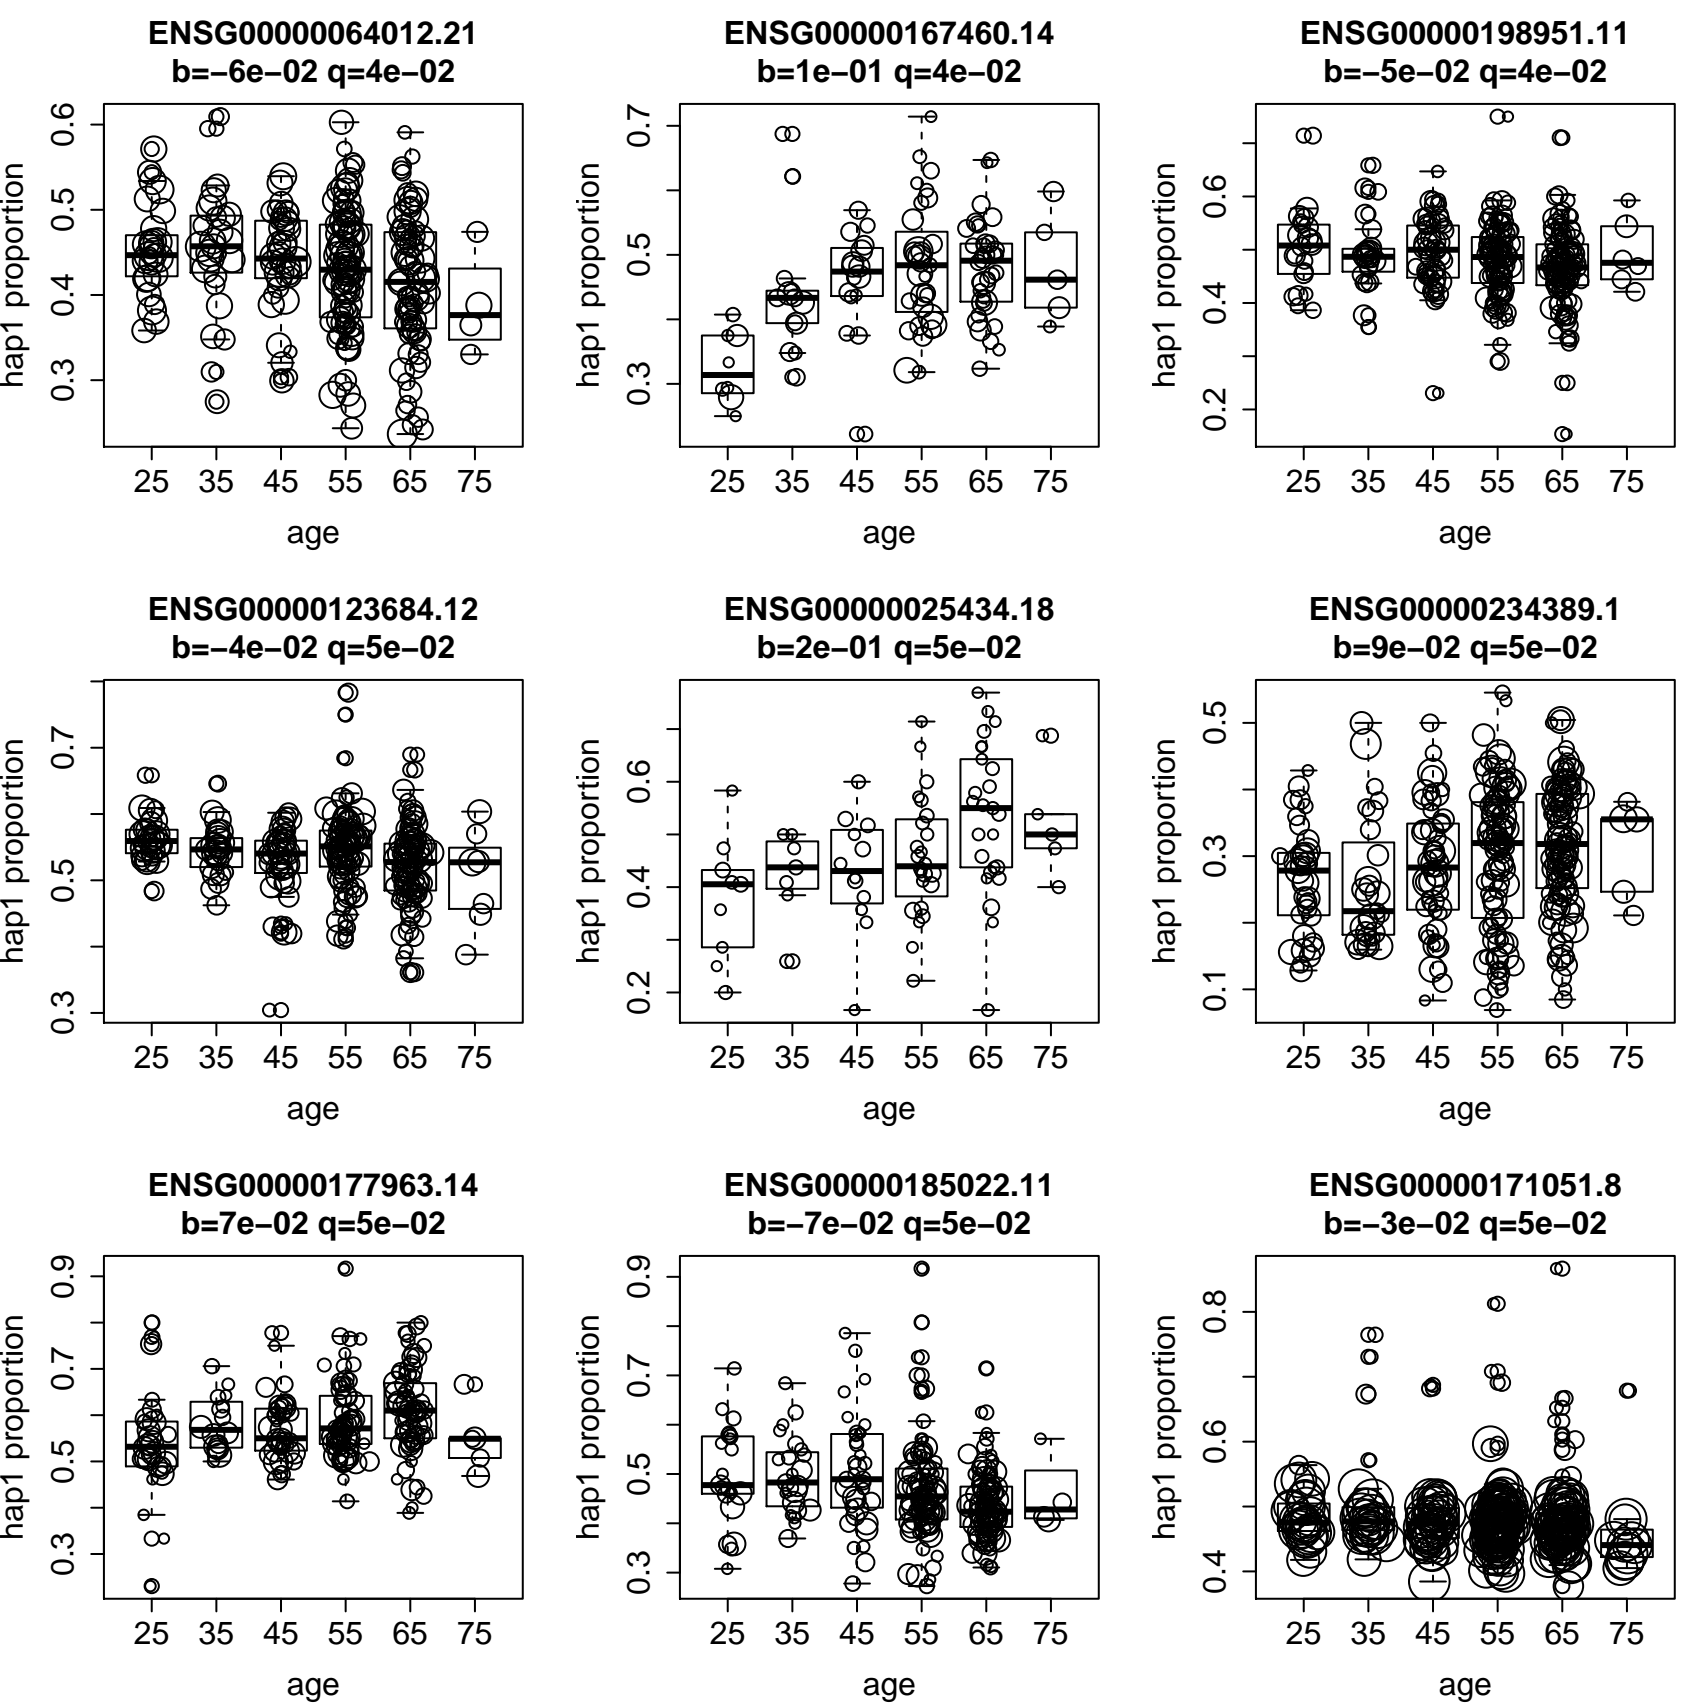 ENSG00000064012.21
b=−6e−02 q=4e−02
hap1 proportion
0.3 0.4 0.5 0.6
25 35 45 55 65 75
age
ENSG00000167460.14
b=1e−01 q=4e−02
hap1 proportion
0.3 0.5 0.7
25 35 45 55 65 75
age
ENSG00000198951.11
b=−5e−02 q=4e−02
hap1 proportion
0.2 0.4 0.6
25 35 45 55 65 75
age
ENSG00000123684.12
b=−4e−02 q=5e−02
hap1 proportion
0.3 0.5 0.7
25 35 45 55 65 75
age
ENSG00000025434.18
b=2e−01 q=5e−02
hap1 proportion
0.2 0.4 0.6
25 35 45 55 65 75
age
ENSG00000234389.1
b=9e−02 q=5e−02
hap1 proportion
0.1 0.3 0.5
25 35 45 55 65 75
age
ENSG00000177963.14
b=7e−02 q=5e−02
hap1 proportion
0.3 0.5 0.7 0.9
25 35 45 55 65 75
age
ENSG00000185022.11
b=−7e−02 q=5e−02
hap1 proportion
0.3 0.5 0.7 0.9
25 35 45 55 65 75
age
ENSG00000171051.8
b=−3e−02 q=5e−02
hap1 proportion
0.4 0.6 0.8
25 35 45 55 65 75
age